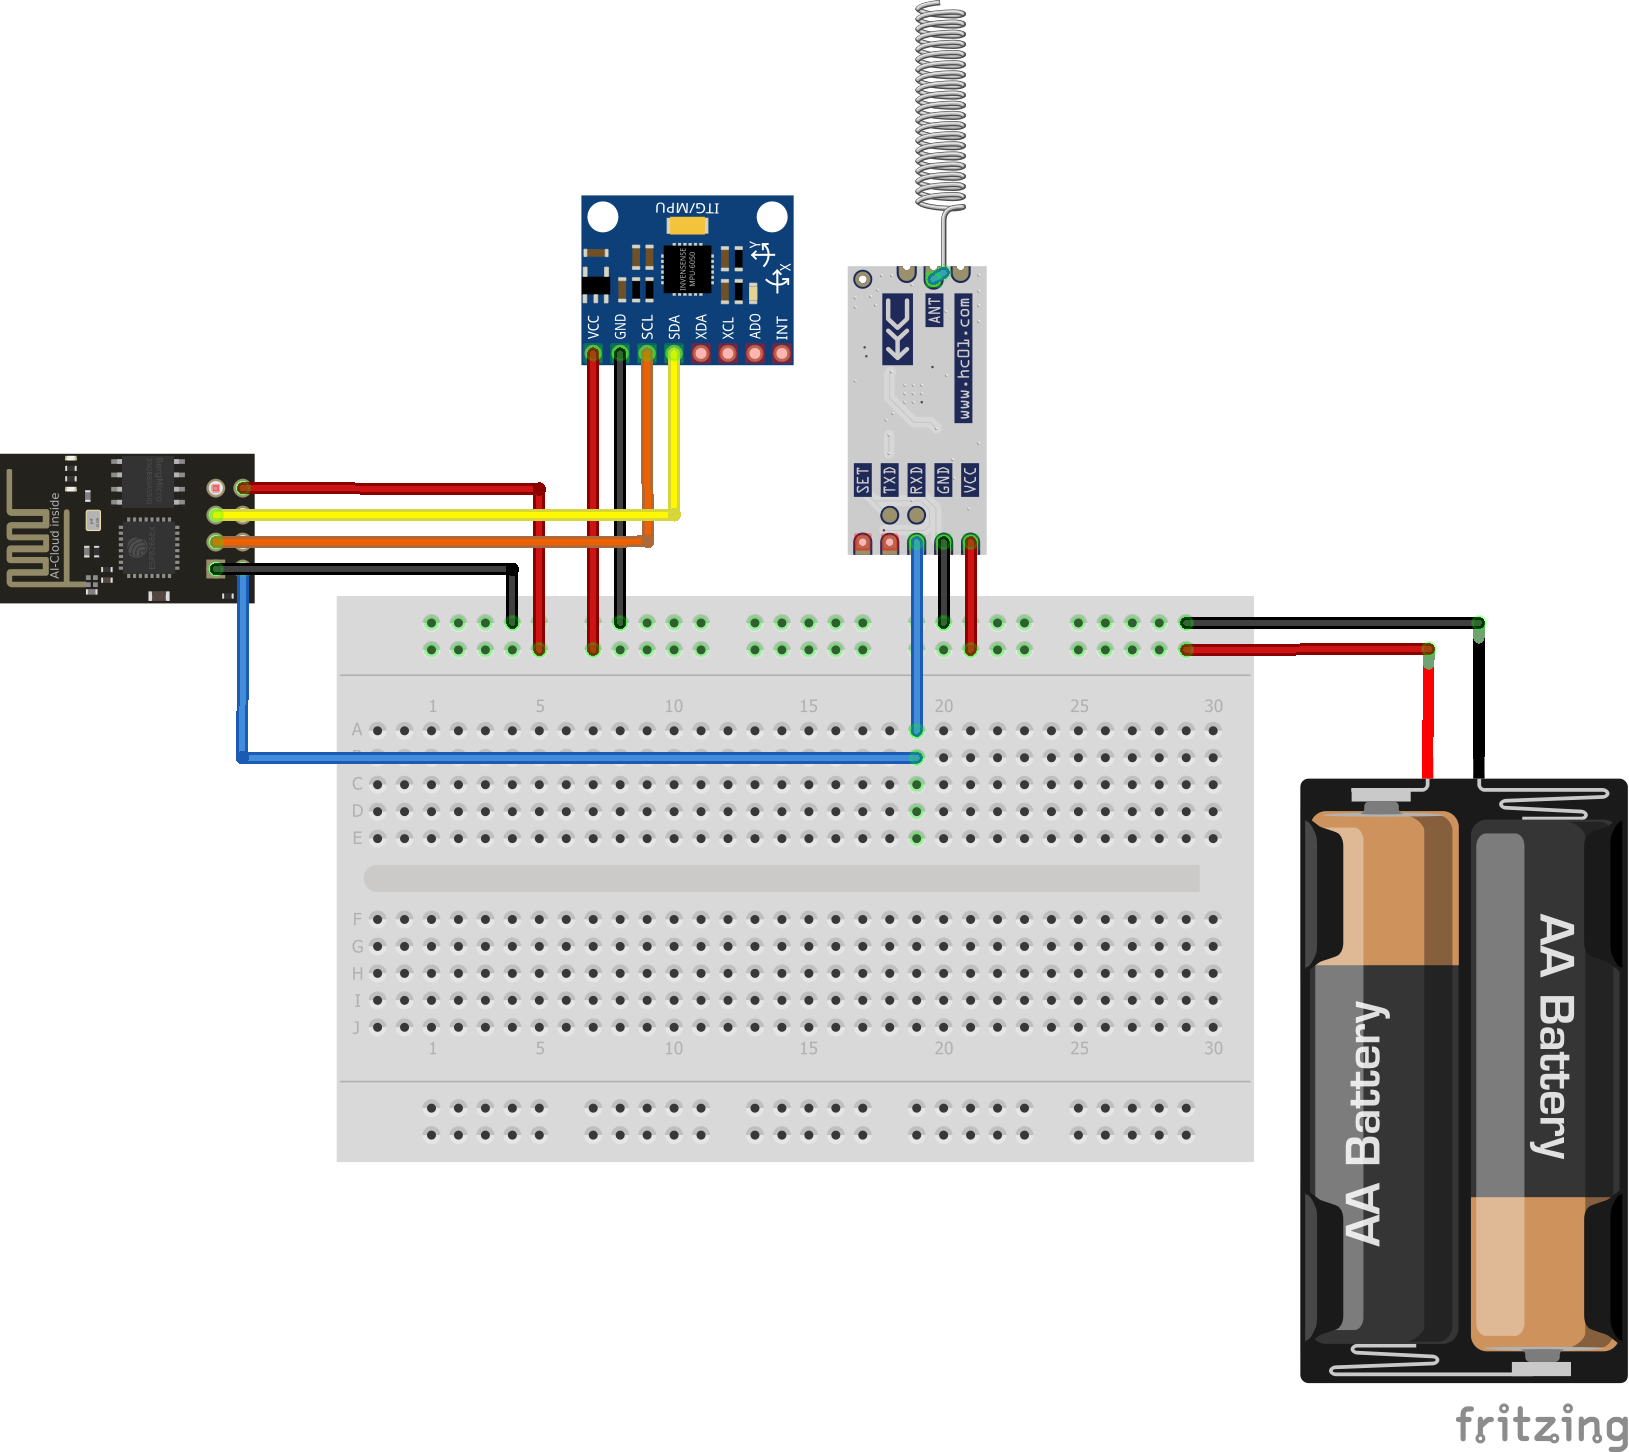 ITG/MPU
INVENSENSE
MPU-6050
Y
X
VCC
GND
SCL
SDA
XDA
XCL
ADO
INT
ANT
www.hc01.com
SET
TXD
RXD
GND
VCC
AI-Cloud inside
1
5
10
15
20
25
30
A
C
D
E
F
G
H
I
J
1
5
10
15
20
25
30
AA Battery
AA Battery
fritzing